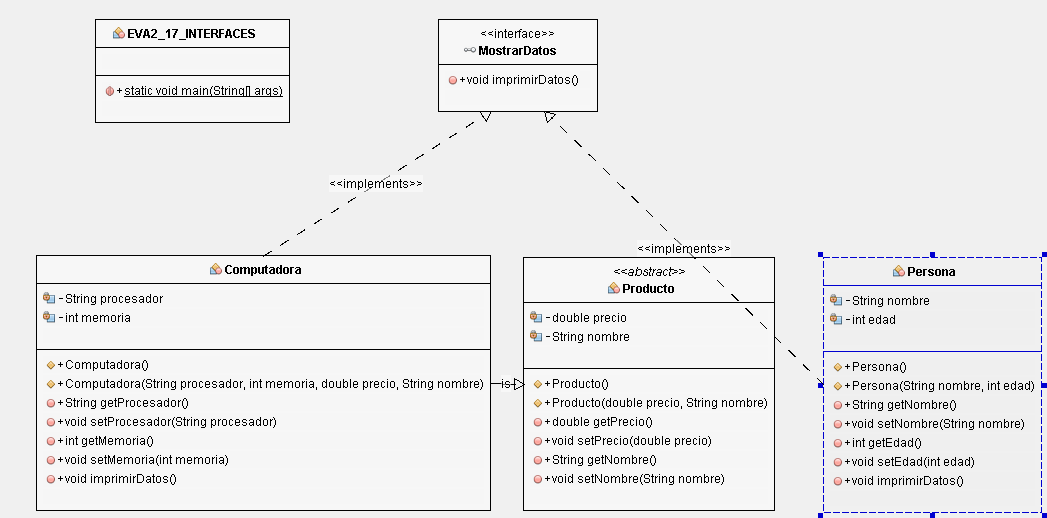 EVA2_17_INTERFACES
+static void main(String[] args)
<<interface>>
MostrarDatos
+void imprimirDatos()
<<implements>>
<<implements>>
Computadora
-String procesador
-int memoria
+Computadora()
+Computadora(String procesador, int memoria, double precio, String nombre)
+String getProcesador()
+void setProcesador(String procesador)
+int getMemoria()
+void setMemoria(int memoria)
+void imprimirDatos()
is
<<abstract>>
Producto
-double precio
-String nombre
+Producto()
+Producto(double precio, String nombre)
+double getPrecio()
+void setPrecio(double precio)
+String getNombre()
+void setNombre(String nombre)
Persona
-String nombre
-int edad
+Persona()
+Persona(String nombre, int edad)
+String getNombre()
+void setNombre(String nombre)
+int getEdad()
+void setEdad(int edad)
+void imprimirDatos()